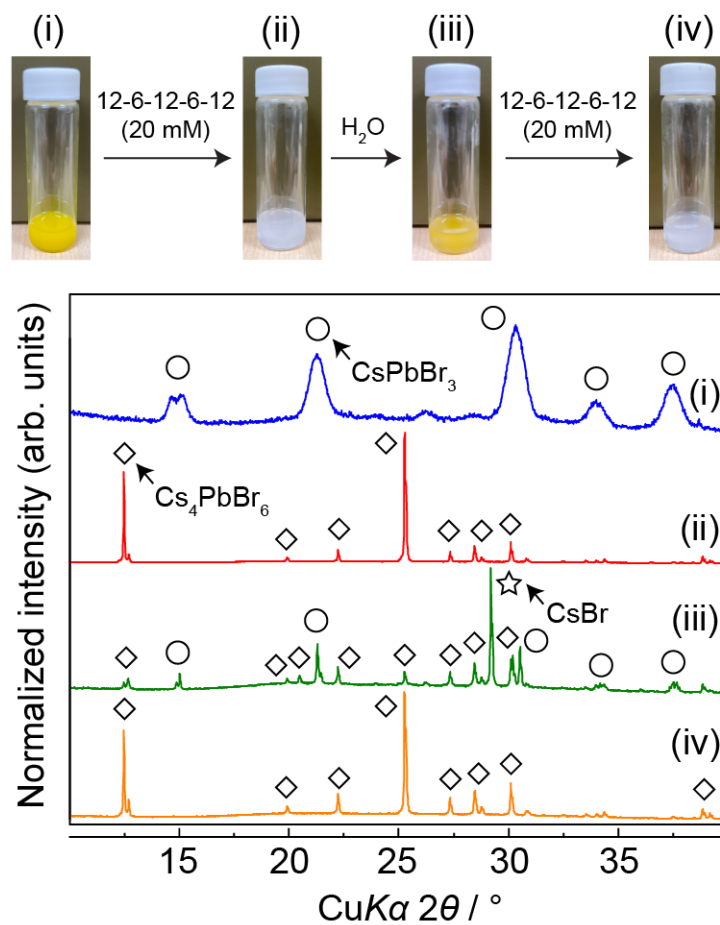 (i) (ii) (iii) (iv)
12-6-12-6-12
(20 mM)
H₂O
12-6-12-6-12
(20 mM)
Normalized intensity (arb. units)
CsPbBr₃
(i)
Cs₄PbBr₆
(ii)
CsBr
(iii)
(iv)
15 20 25 30 35
CuKα 2θ / °